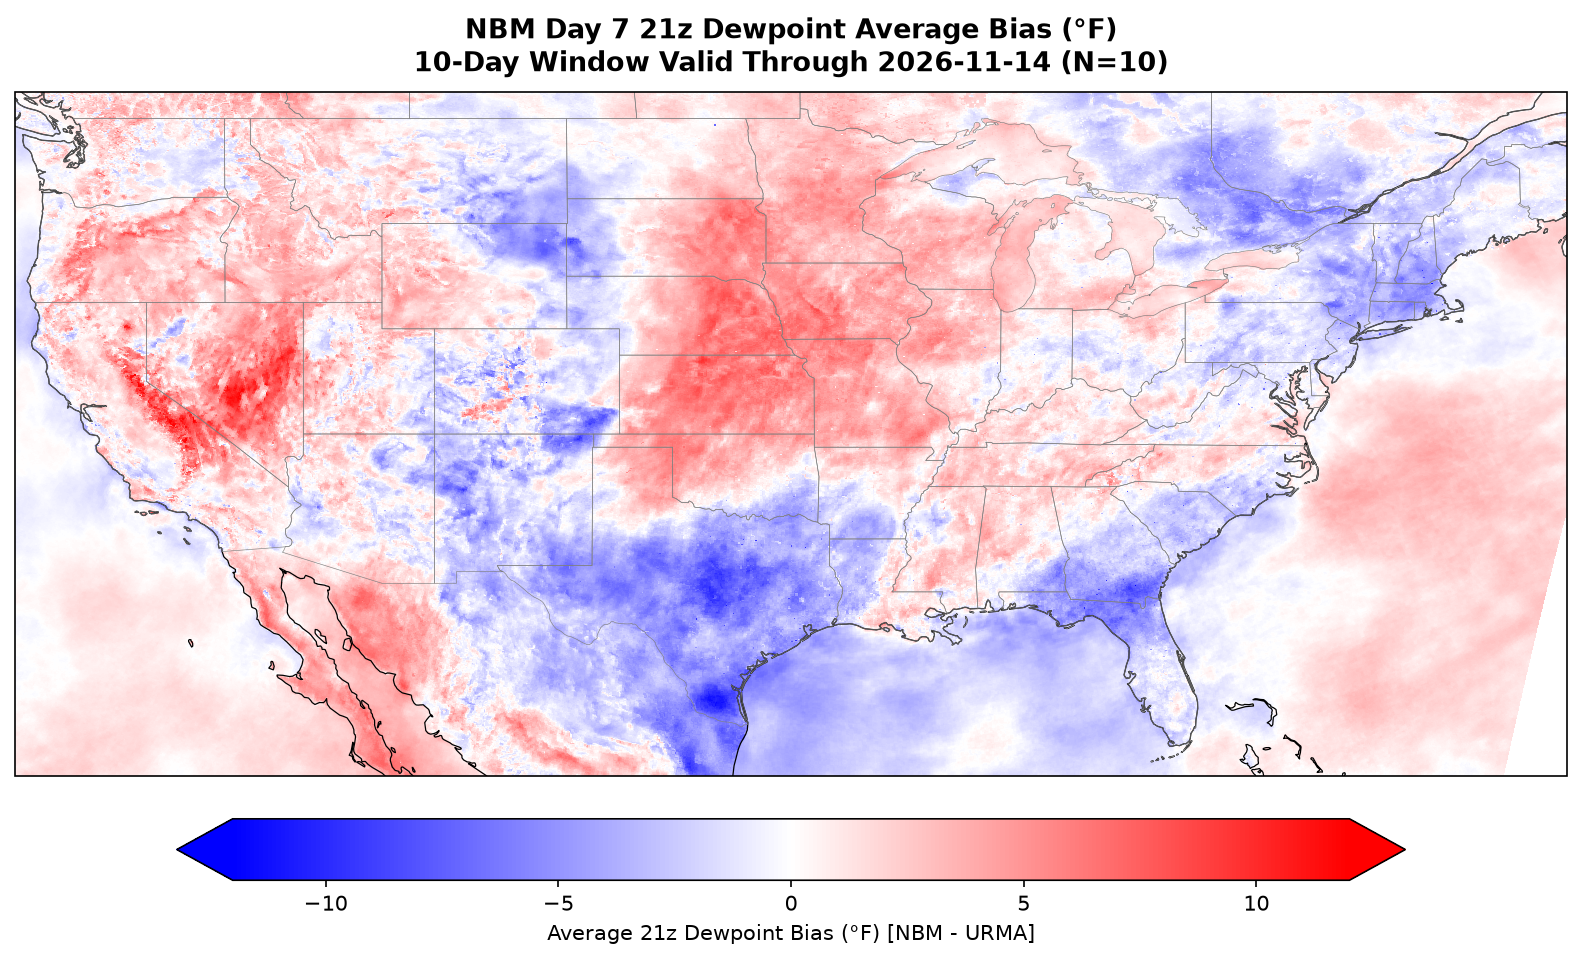 NBM Day 7 21z Dewpoint Average Bias (°F)
10-Day Window Valid Through 2026-11-14 (N=10)
−10 −5 0 5 10
Average 21z Dewpoint Bias (°F) [NBM - URMA]